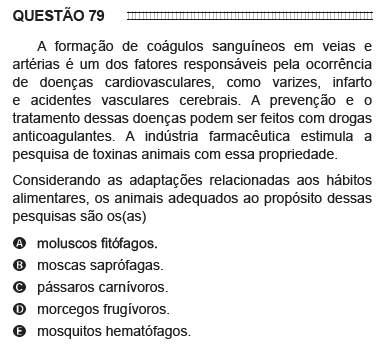 QUESTÃO 79
A formação de coágulos sanguíneos em veias e
artérias é um dos fatores responsáveis pela ocorrência
de doenças cardiovasculares, como varizes, infarto
e acidentes vasculares cerebrais. A prevenção e o
tratamento dessas doenças podem ser feitos com drogas
anticoagulantes. A indústria farmacêutica estimula a
pesquisa de toxinas animais com essa propriedade.
Considerando as adaptações relacionadas aos hábitos
alimentares, os animais adequados ao propósito dessas
pesquisas são os(as)
A moluscos fitófagos.
B moscas saprófagas.
C pássaros carnívoros.
D morcegos frugívoros.
E mosquitos hematófagos.